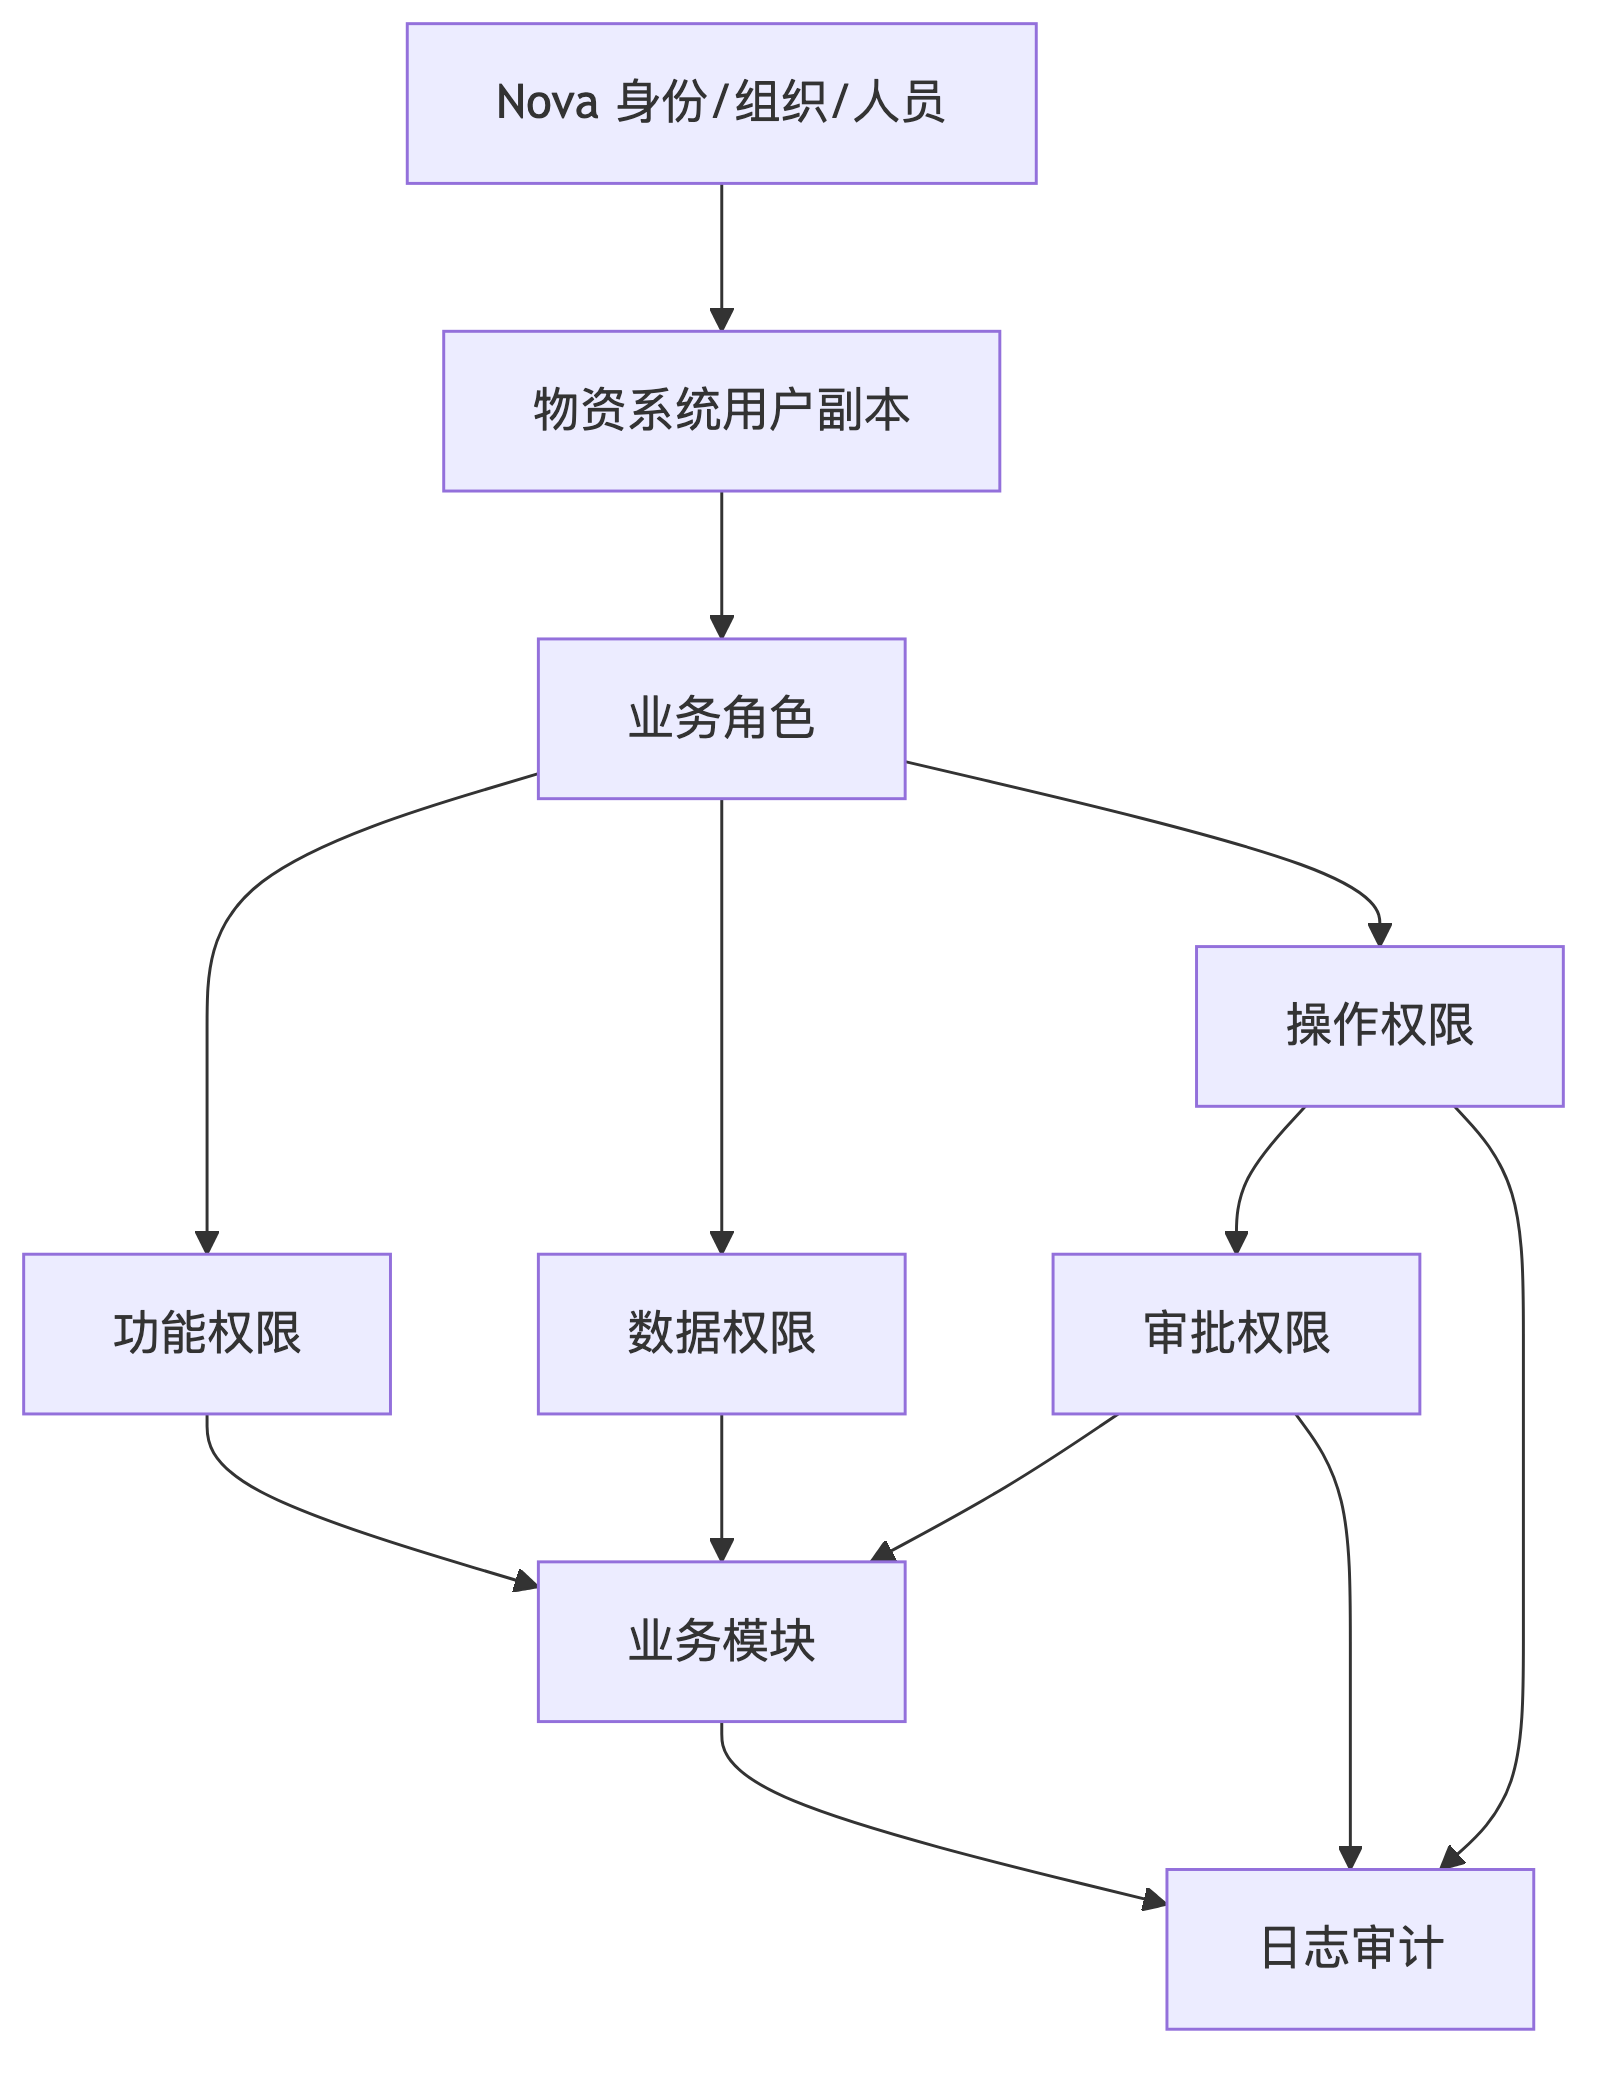 Nova 身份/组织/人员
物资系统用户副本
业务角色
操作权限
功能权限
数据权限
审批权限
业务模块
日志审计